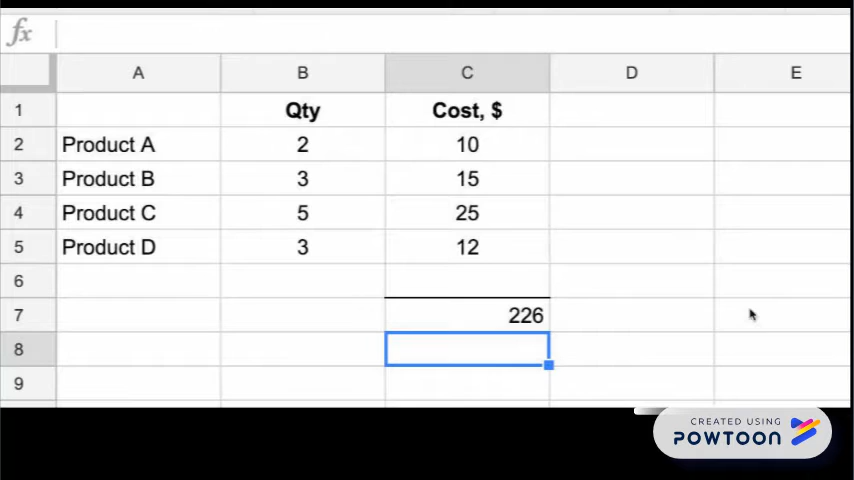 fx
A B C D E
1 Qty Cost, $
2 Product A 2 10
3 Product B 3 15
4 Product C 5 25
5 Product D 3 12
6
7 226
8
9
CREATED USING
POWTOON